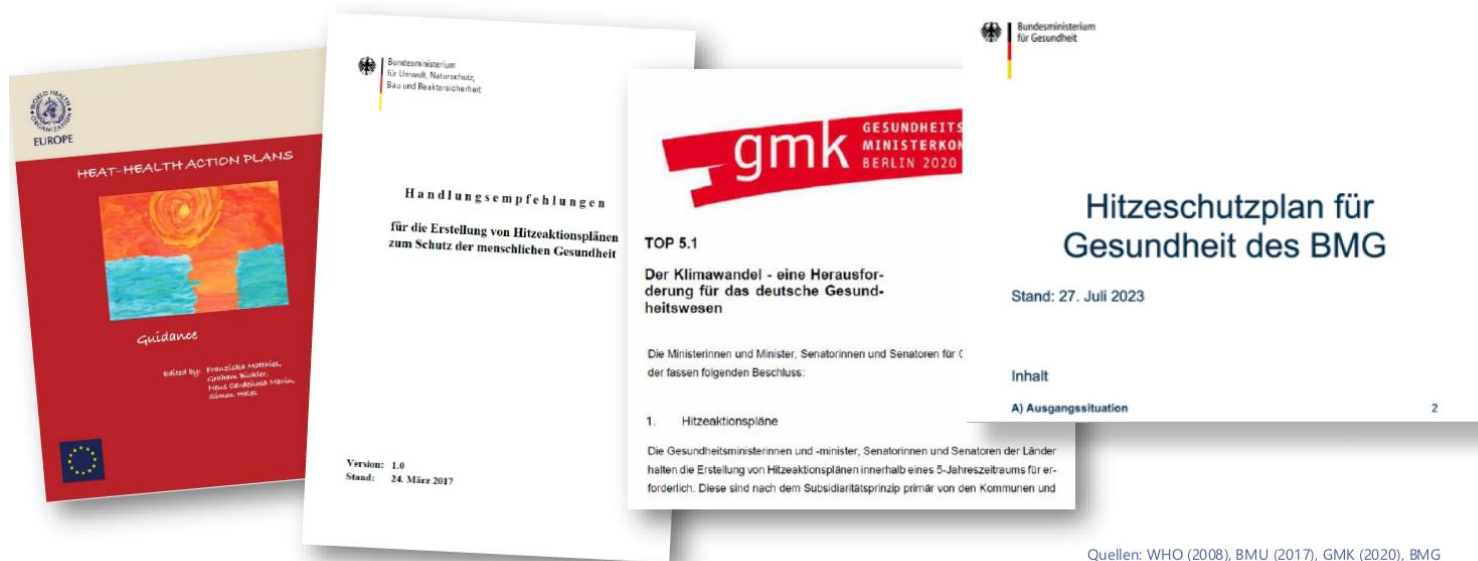 WORLD HEALTH ORGANIZATION
EUROPE
HEAT-HEALTH ACTION PLANS
Guidance
Edited by: Franziska Matthies,
Graham Bickler,
Neus Cardeñosa Marín,
Simon Hales
Bundesministerium
für Umwelt, Naturschutz,
Bau und Reaktorsicherheit
Handlungsempfehlungen
für die Erstellung von Hitzeaktionsplänen
zum Schutz der menschlichen Gesundheit
Version: 1.0
Stand: 24. März 2017
gmk
GESUNDHEITS
MINISTERKON
BERLIN 2020
TOP 5.1
Der Klimawandel - eine Herausfor-
derung für das deutsche Gesund-
heitswesen
Die Ministerinnen und Minister, Senatorinnen und Senatoren für
der fassen folgenden Beschluss:
1. Hitzeaktionspläne
Die Gesundheitsministerinnen und -minister, Senatorinnen und Senatoren der Länder
halten die Erstellung von Hitzeaktionsplänen innerhalb eines 5-Jahreszeitraums für er-
forderlich. Diese sind nach dem Subsidiaritätsprinzip primär von den Kommunen und
Bundesministerium
für Gesundheit
Hitzeschutzplan für
Gesundheit des BMG
Stand: 27. Juli 2023
Inhalt
A) Ausgangssituation 2
Quellen: WHO (2008), BMU (2017), GMK (2020), BMG